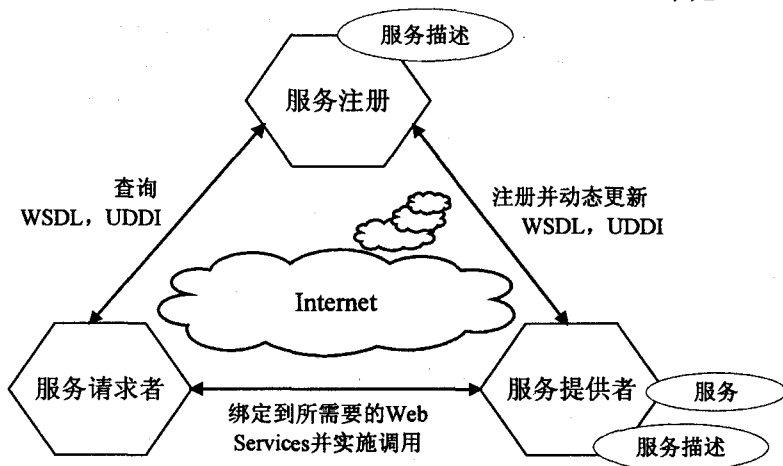 服务描述
服务注册
查询
WSDL，UDDI
注册并动态更新
WSDL，UDDI
Internet
服务请求者
服务提供者
服务
绑定到所需要的Web
Services并实施调用
服务描述